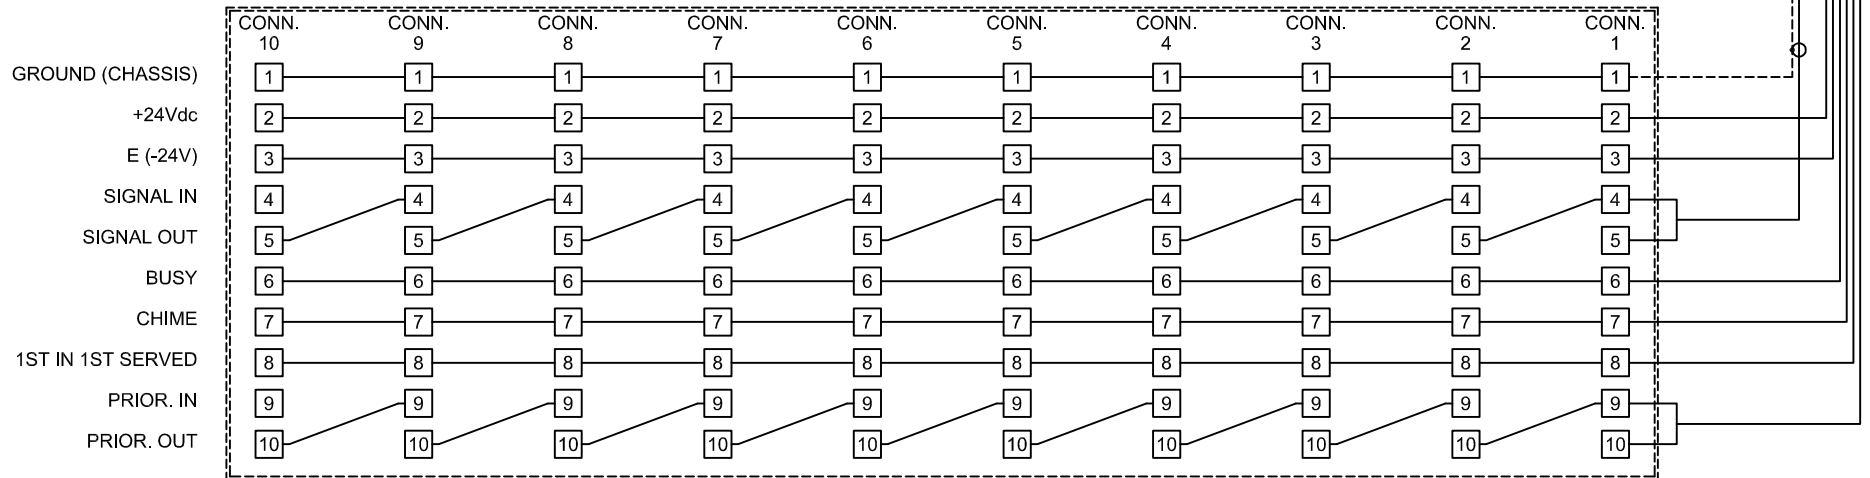 CONN. CONN. CONN. CONN. CONN. CONN. CONN. CONN. CONN. CONN.
10 9 8 7 6 5 4 3 2 1
GROUND (CHASSIS) 1 1 1 1 1 1 1 1 1 1
+24Vdc 2 2 2 2 2 2 2 2 2 2
E (-24V) 3 3 3 3 3 3 3 3 3 3
SIGNAL IN 4 4 4 4 4 4 4 4 4 4
SIGNAL OUT 5 5 5 5 5 5 5 5 5 5
BUSY 6 6 6 6 6 6 6 6 6 6
CHIME 7 7 7 7 7 7 7 7 7 7
1ST IN 1ST SERVED 8 8 8 8 8 8 8 8 8 8
PRIOR. IN 9 9 9 9 9 9 9 9 9 9
PRIOR. OUT 10 10 10 10 10 10 10 10 10 10